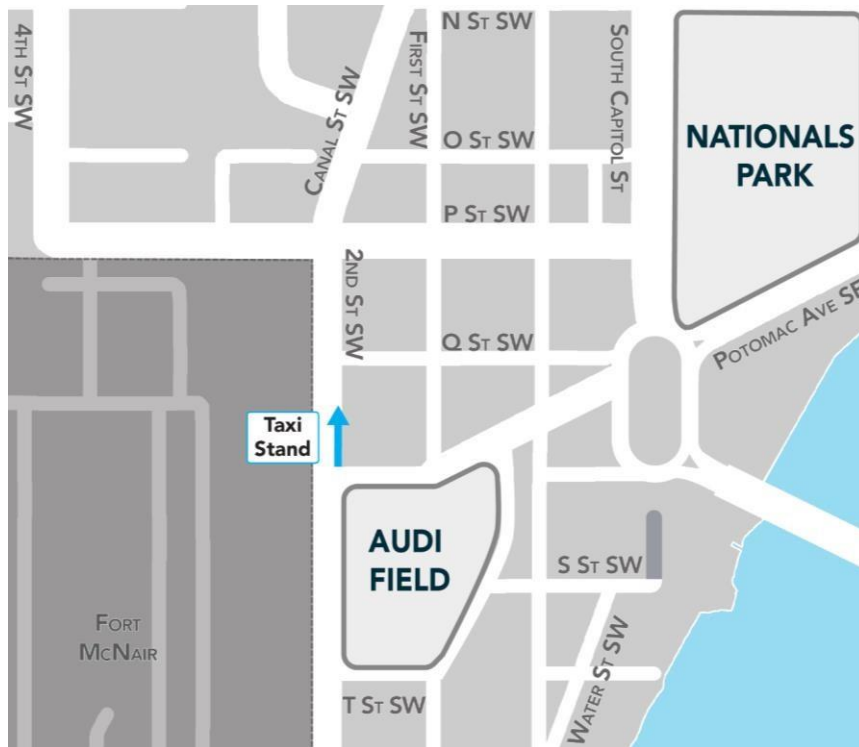 4TH ST SW
CANAL ST SW
FIRST ST SW
N ST SW
SOUTH CAPITOL ST
NATIONALS
PARK
O ST SW
P ST SW
2ND ST SW
Q ST SW
POTOMAC AVE SE
Taxi
Stand
AUDI
FIELD
S ST SW
FORT
MCNAIR
WATER ST SW
T ST SW